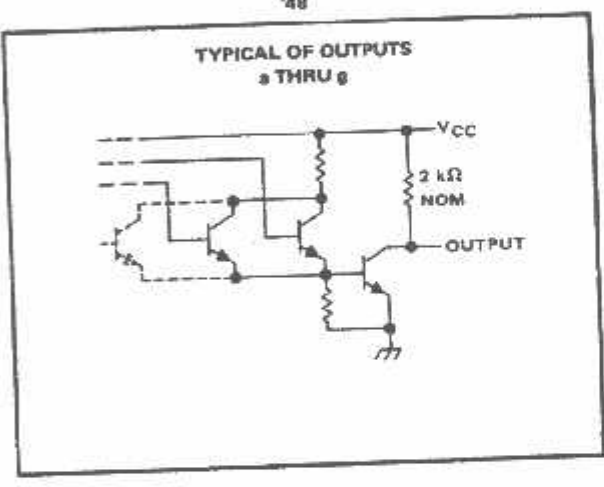 '48
TYPICAL OF OUTPUTS
a THRU g
VCC
2 kΩ
NOM
OUTPUT